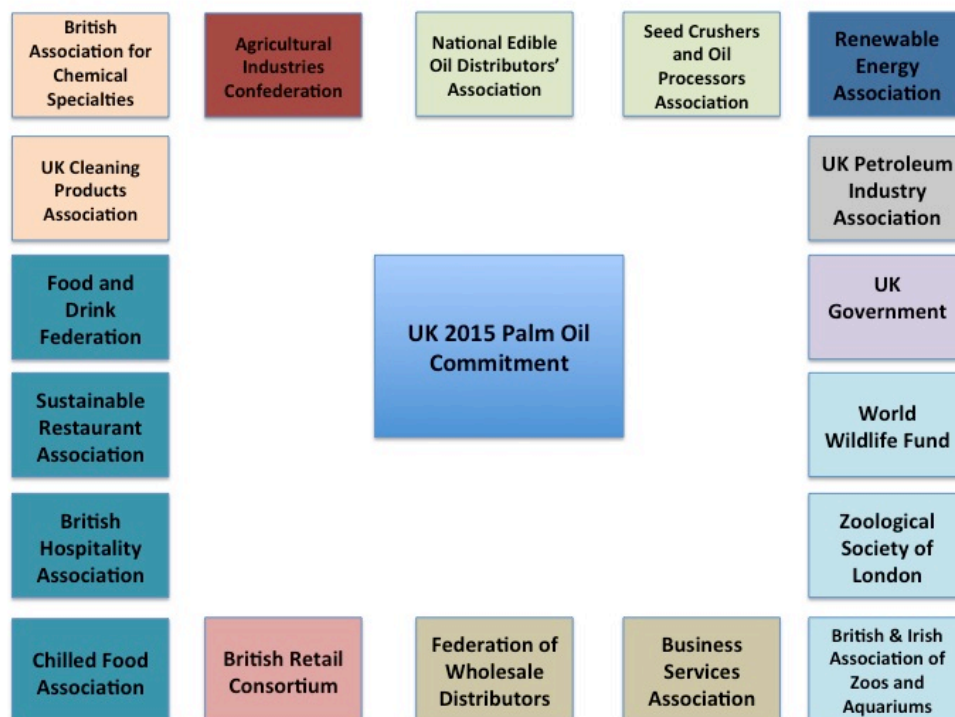 British
Association for
Chemical
Specialties
Agricultural
Industries
Confederation
National Edible
Oil Distributors'
Association
Seed Crushers
and Oil
Processors
Association
Renewable
Energy
Association
UK Cleaning
Products
Association
UK Petroleum
Industry
Association
Food and
Drink
Federation
UK 2015 Palm Oil
Commitment
UK
Government
Sustainable
Restaurant
Association
World
Wildlife Fund
British
Hospitality
Association
Zoological
Society of
London
Chilled Food
Association
British Retail
Consortium
Federation of
Wholesale
Distributors
Business
Services
Association
British & Irish
Association of
Zoos and
Aquariums